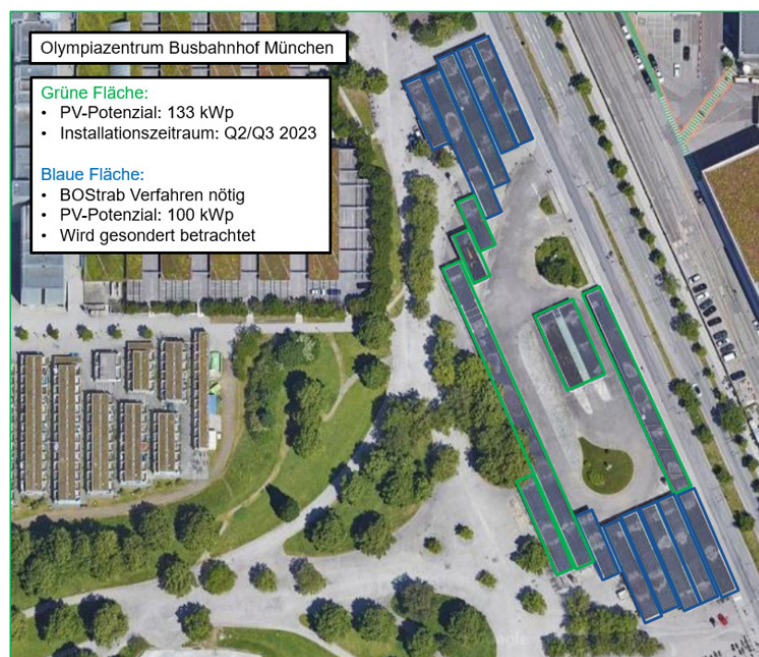 Olympiazentrum Busbahnhof München
Grüne Fläche:
• PV-Potenzial: 133 kWp
• Installationszeitraum: Q2/Q3 2023
Blaue Fläche:
• BOStrab Verfahren nötig
• PV-Potenzial: 100 kWp
• Wird gesondert betrachtet